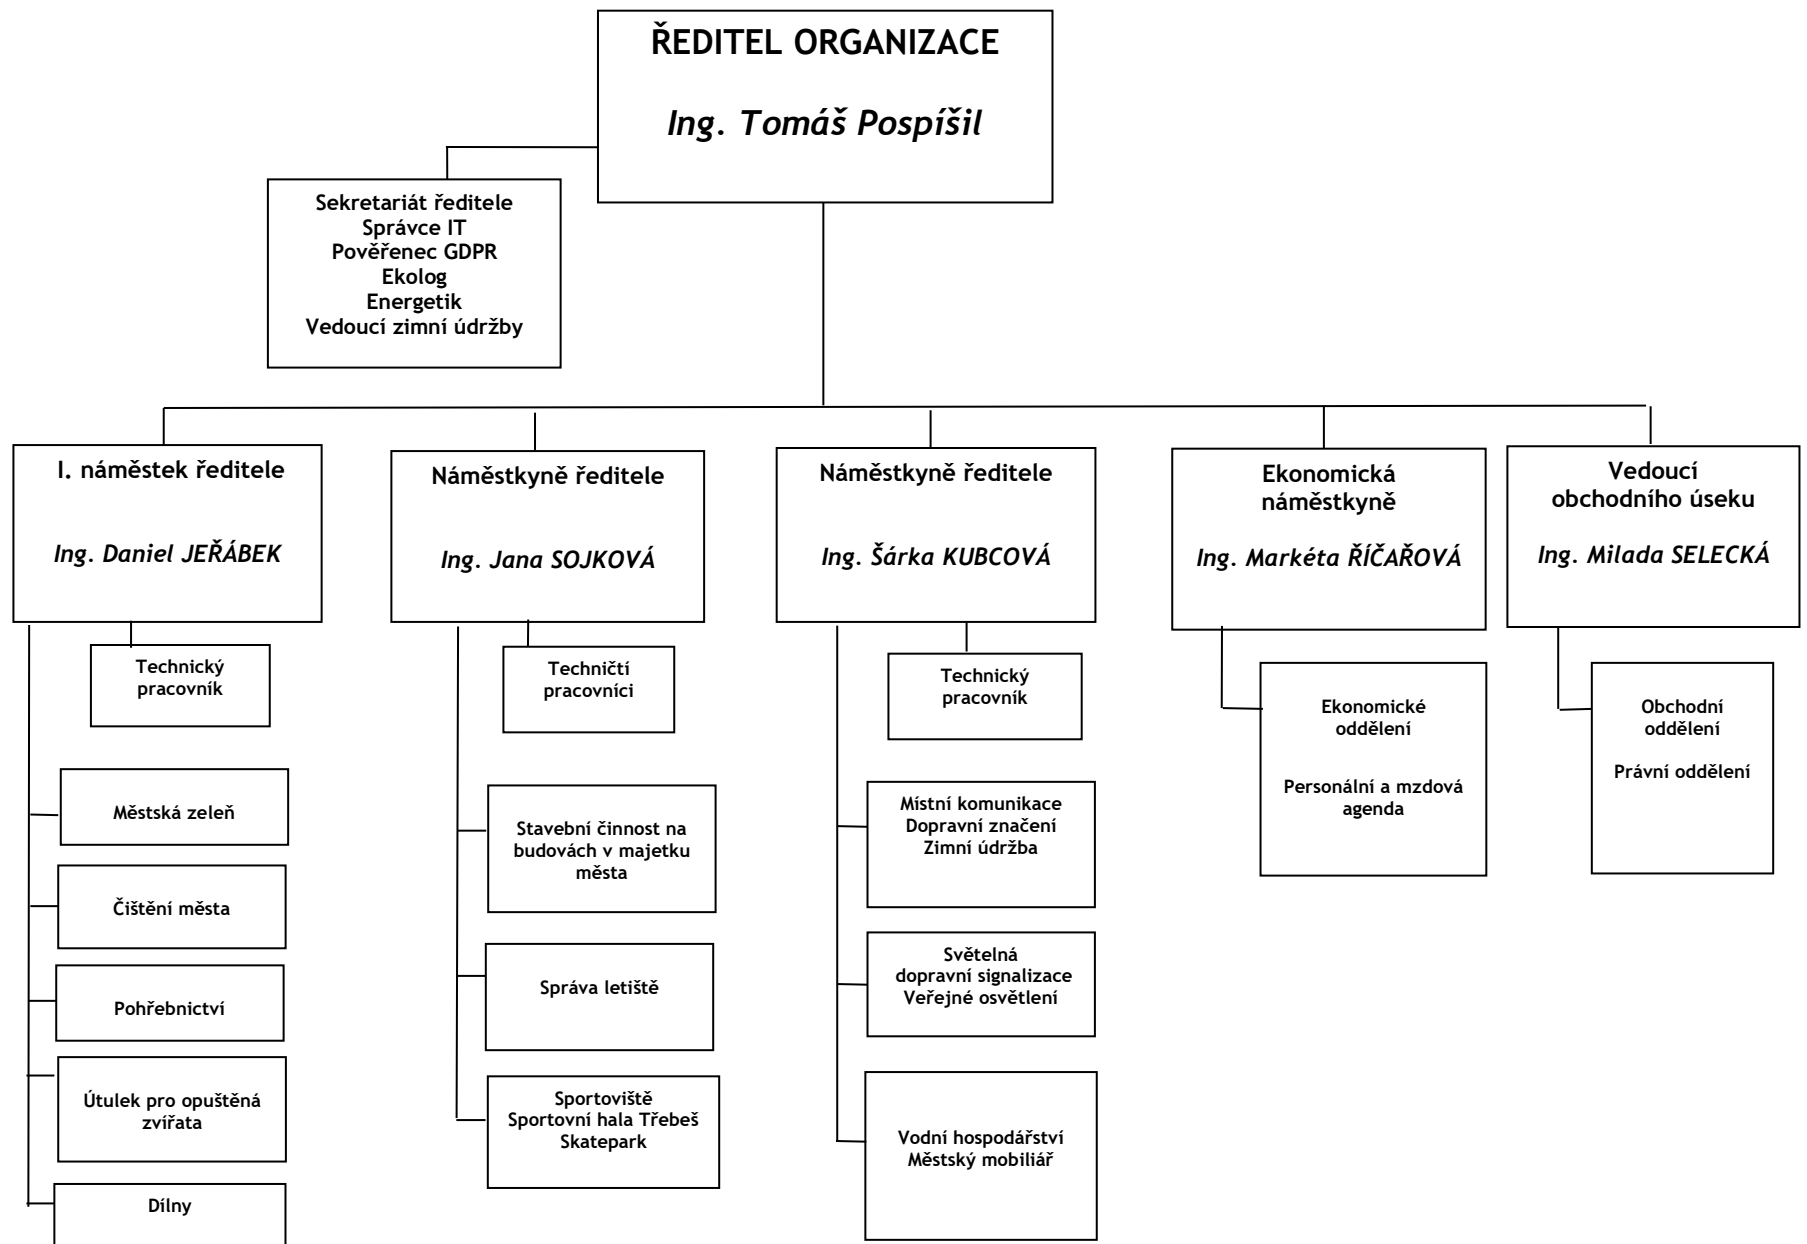 ŘEDITEL ORGANIZACE
Ing. Tomáš Pospíšil
Sekretariát ředitele
Správce IT
Pověřenec GDPR
Ekolog
Energetik
Vedoucí zimní údržby
I. náměstek ředitele
Ing. Daniel JEŘÁBEK
Náměstkyně ředitele
Ing. Jana SOJKOVÁ
Náměstkyně ředitele
Ing. Šárka KUBCOVÁ
Ekonomická
náměstkyně
Ing. Markéta ŘÍČAŘOVÁ
Vedoucí
obchodního úseku
Ing. Milada SELECKÁ
Technický
pracovník
Městská zeleň
Čištění města
Pohřebnictví
Útulek pro opuštěná
zvířata
Dílny
Techničtí
pracovníci
Stavební činnost na
budovách v majetku
města
Správa letiště
Sportoviště
Sportovní hala Třebeš
Skatepark
Technický
pracovník
Místní komunikace
Dopravní značení
Zimní údržba
Světelná
dopravní signalizace
Veřejné osvětlení
Vodní hospodářství
Městský mobiliář
Ekonomické
oddělení
Personální a mzdová
agenda
Obchodní
oddělení
Právní oddělení